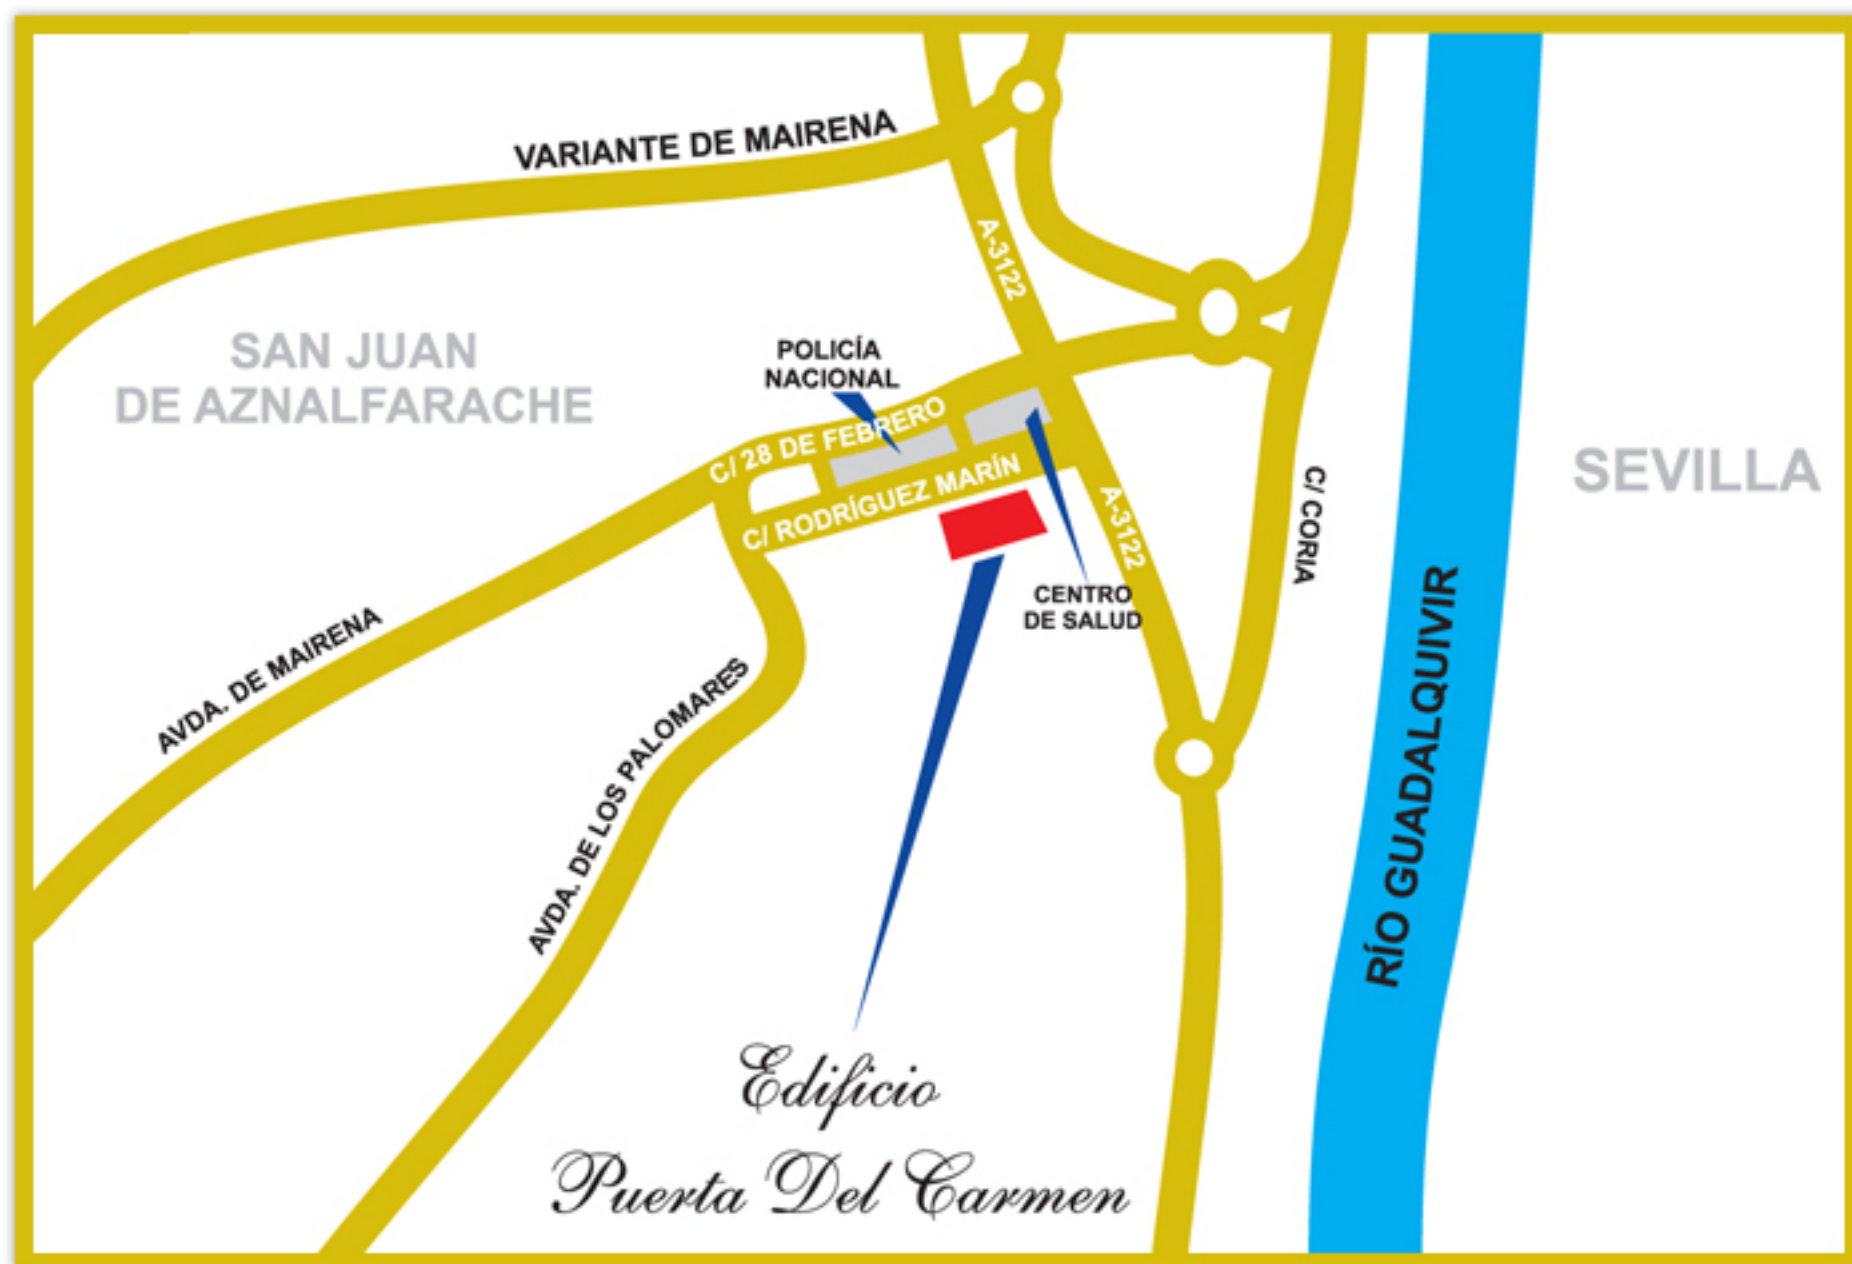 VARIANTE DE MAIRENA
A-3122
SAN JUAN
DE AZNALFARACHE
POLICÍA
NACIONAL
C/ 28 DE FEBRERO
C/ RODRÍGUEZ MARÍN
SEVILLA
C/ CORIA
A-3122
CENTRO
DE SALUD
AVDA. DE MAIRENA
AVDA. DE LOS PALOMARES
RÍO GUADALQUIVIR
Edificio
Puerta Del Carmen